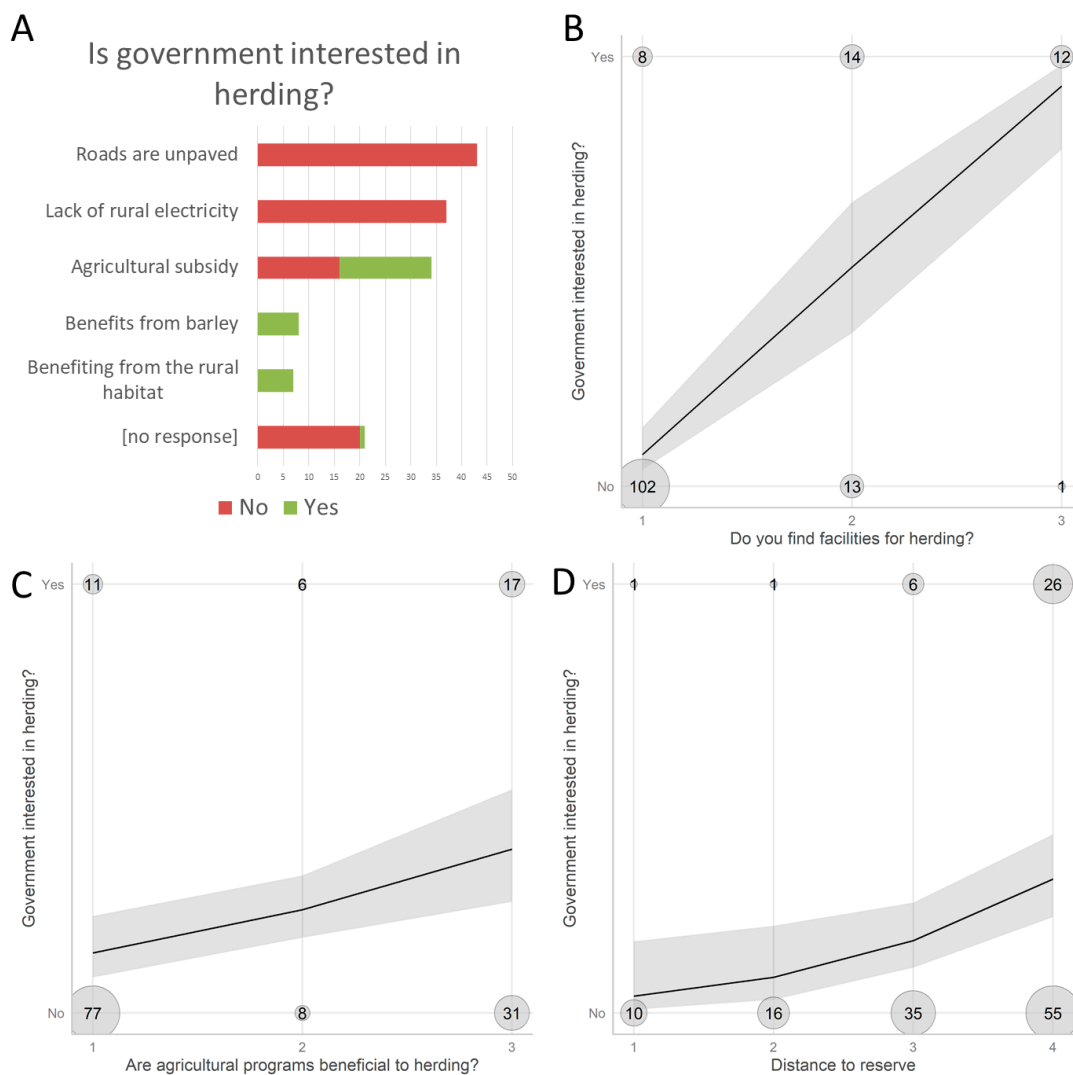 A
Is government interested in
herding?
Roads are unpaved
Lack of rural electricity
Agricultural subsidy
Benefits from barley
Benefiting from the rural
habitat
[no response]
0 5 10 15 20 25 30 35 40 45 50
No Yes
B
Government interested in herding?
Yes
8 14 12
No
102 13 1
1 2 3
Do you find facilities for herding?
C
Government interested in herding?
Yes
11 6 17
No
77 8 31
1 2 3
Are agricultural programs beneficial to herding?
D
Government interested in herding?
Yes
1 1 6 26
No
10 16 35 55
1 2 3 4
Distance to reserve